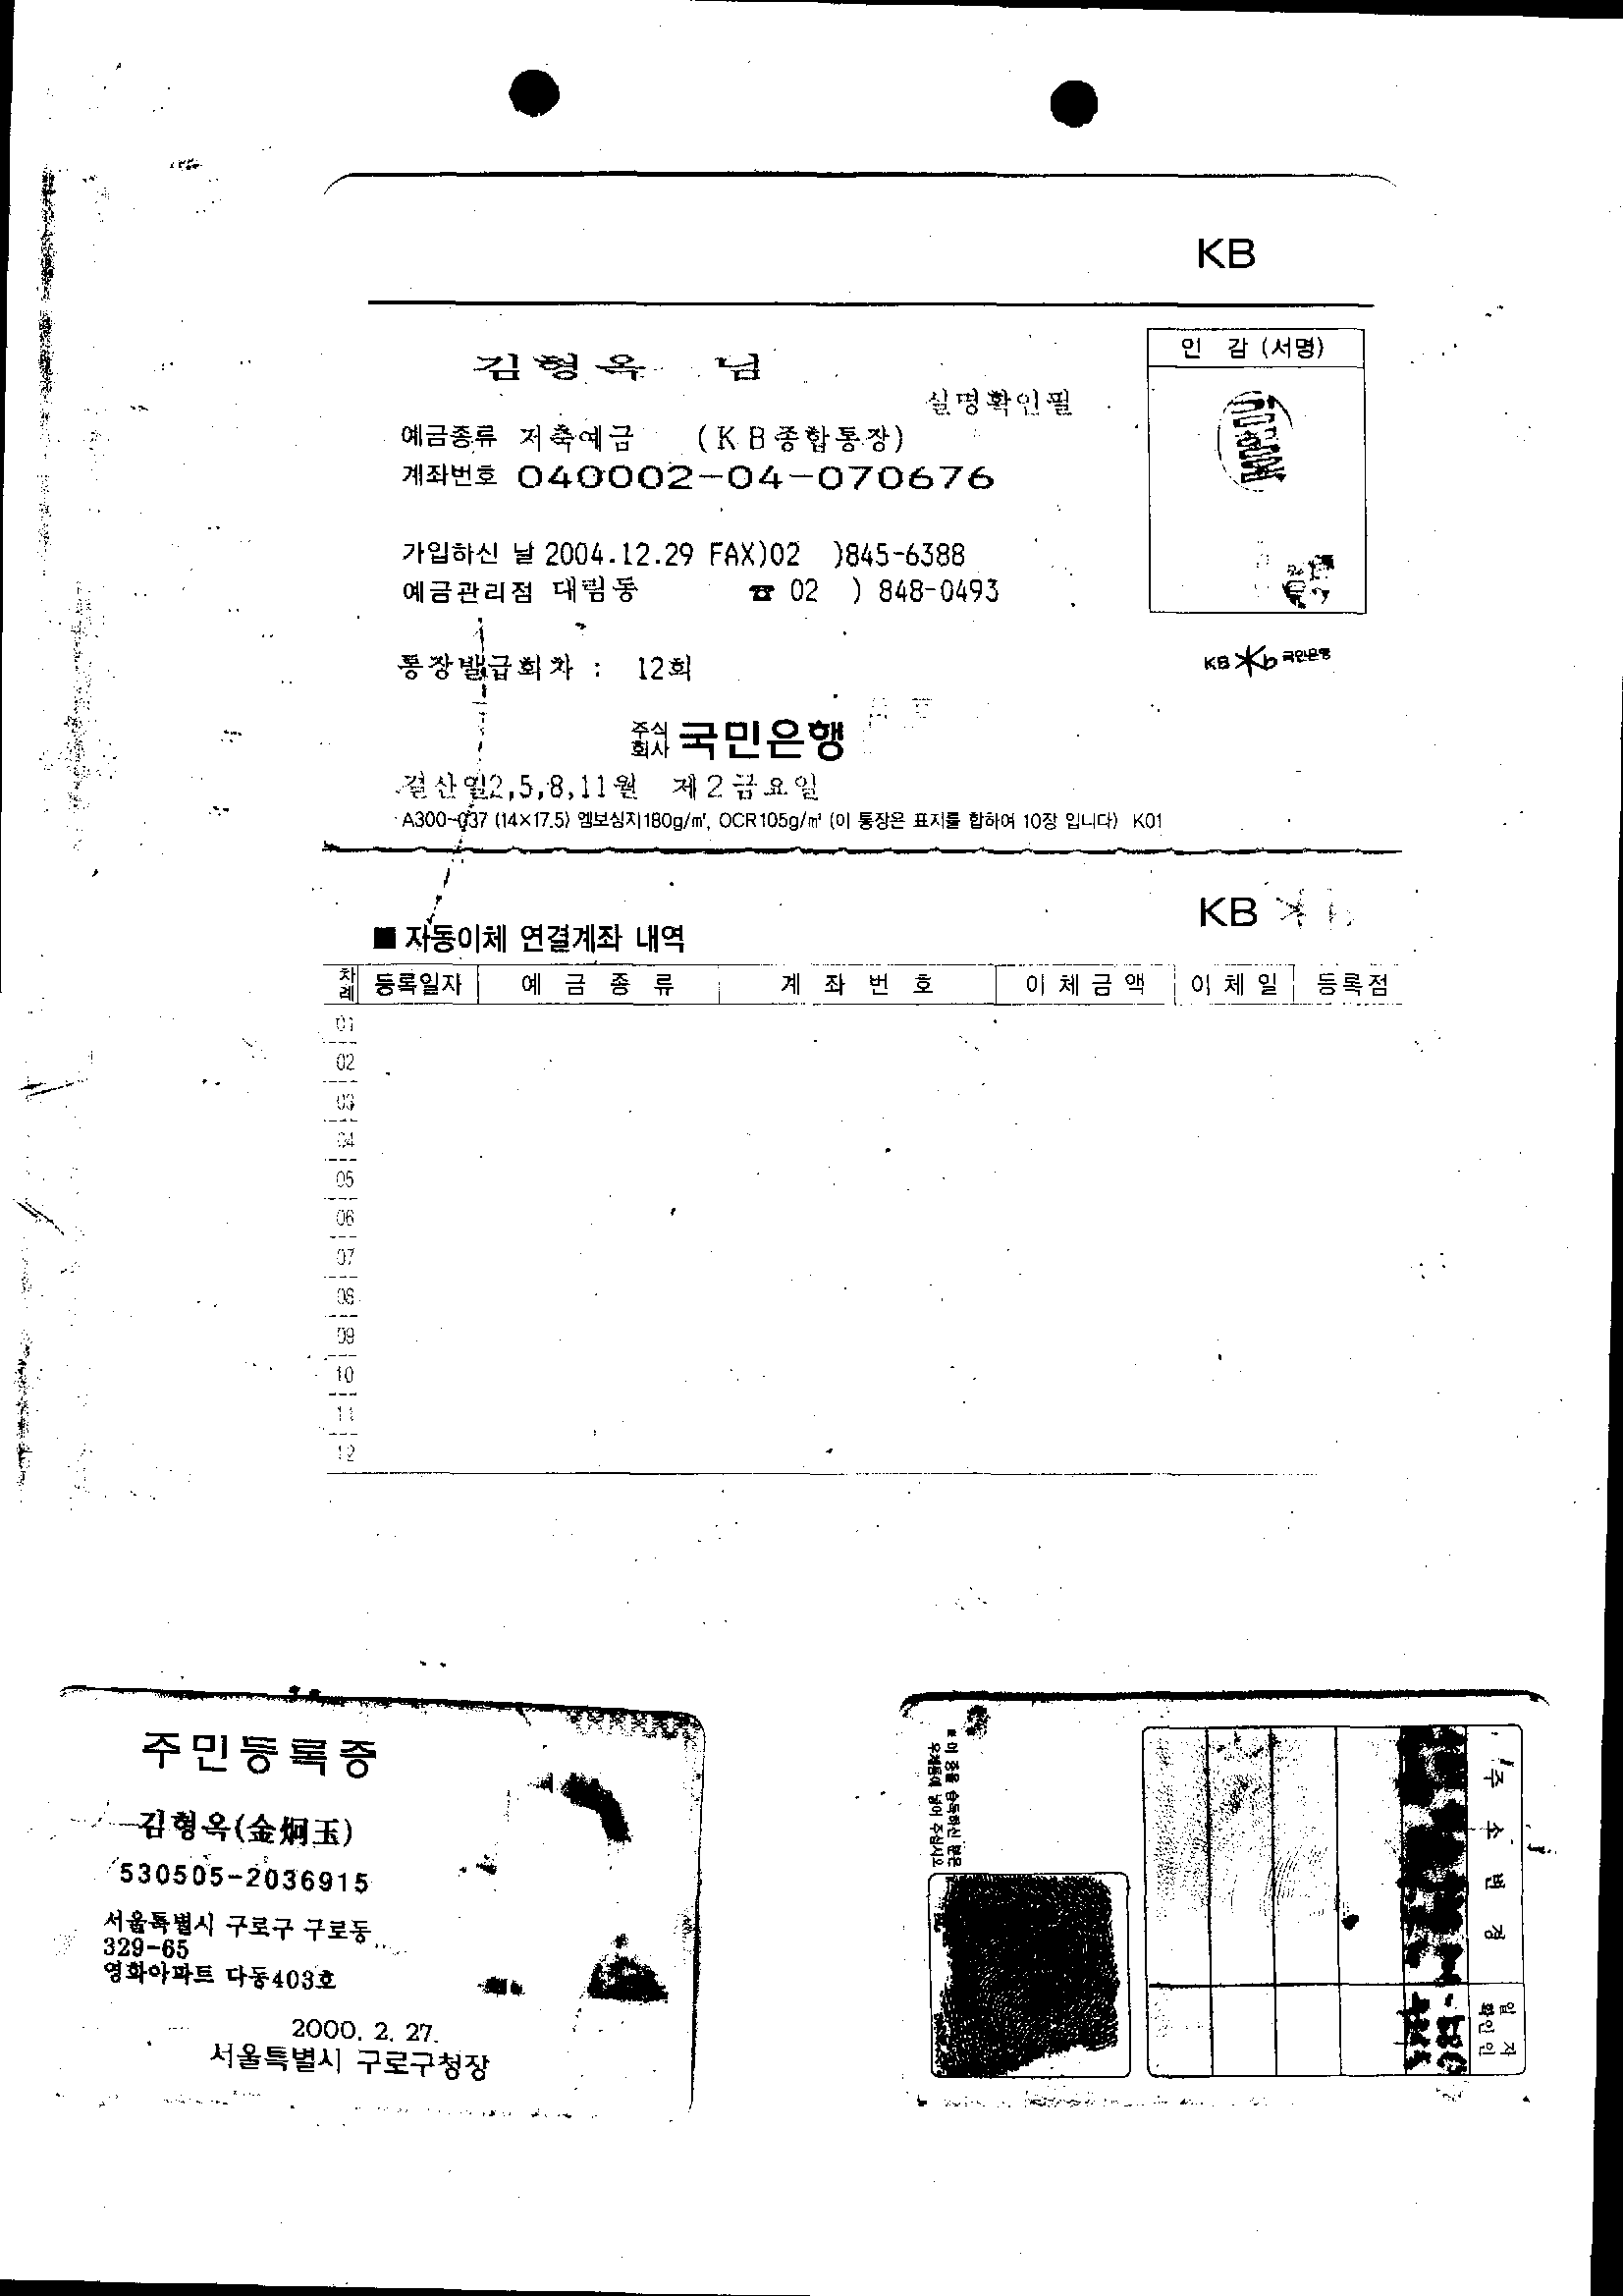 KB
인 감 (서명)
김형옥 님
실명확인필
예금종류 저축예금 (KB종합통장)
계좌번호 040002-04-070676
가입하신 날 2004.12.29 FAX)02 )845-6388
예금관리점 대림동 ☎ 02 ) 848-0493
통장발급회차 : 12회
KB 국민은행
주식회사 국민은행
결산일2,5,8,11월 제2금요일
A300-037 (14×17.5) 엠보싱지180g/㎡, OCR105g/㎡ (이 통장은 표지를 합하여 10장 입니다) K01
KB
■ 자동이체 연결계좌 내역
차례 등록일자 예금종류 계좌번호 이체금액 이체일 등록점
01
02
03
04
05
06
07
08
09
10
11
12
주민등록증
김형옥(金炯玉)
530505-2036915
서울특별시 구로구 구로동
329-65
영화아파트 다동403호
2000. 2. 27.
서울특별시 구로구청장
※ 이 증을 습득하신 분은
우체통에 넣어 주십시오
주소변경
일자
확인인